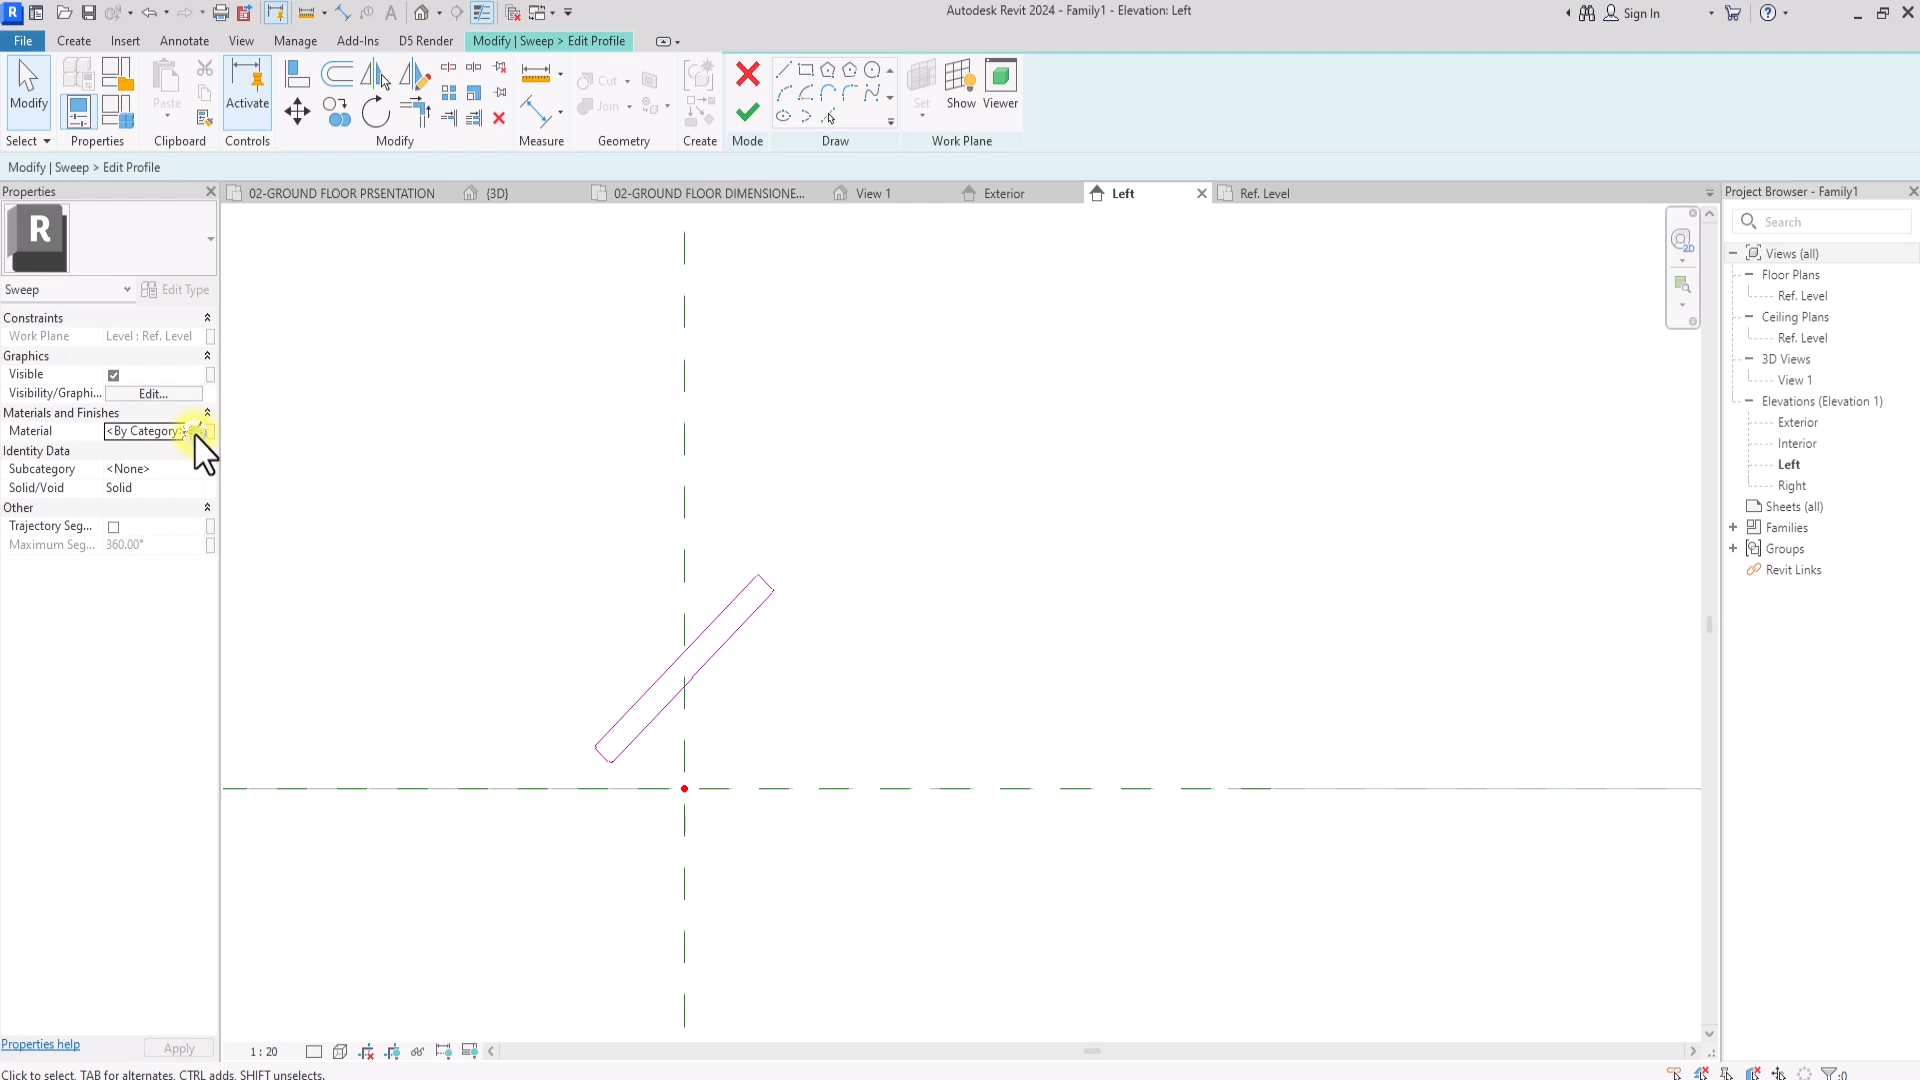 Autodesk Revit 2024 - Family1 - Elevation: Left
Sign In
File Create Insert Annotate View Manage Add-Ins D5 Render Modify | Sweep > Edit Profile
Modify Paste Activate Cut Join Set Show Viewer
Select Properties Clipboard Controls Modify Measure Geometry Create Mode Draw Work Plane
Modify | Sweep > Edit Profile
Properties
R
Sweep Edit Type
Constraints
Work Plane Level : Ref. Level
Graphics
Visible
Visibility/Graphi... Edit...
Materials and Finishes
Material <By Category>
Identity Data
Subcategory <None>
Solid/Void Solid
Other
Trajectory Seg...
Maximum Seg... 360.00°
Properties help Apply
02-GROUND FLOOR PRSENTATION {3D} 02-GROUND FLOOR DIMENSIONE... View 1 Exterior Left Ref. Level
2D
Project Browser - Family1
Search
Views (all)
Floor Plans
Ref. Level
Ceiling Plans
Ref. Level
3D Views
View 1
Elevations (Elevation 1)
Exterior
Interior
Left
Right
Sheets (all)
Families
Groups
Revit Links
1 : 20
Click to select, TAB for alternates, CTRL adds, SHIFT unselects.
:0